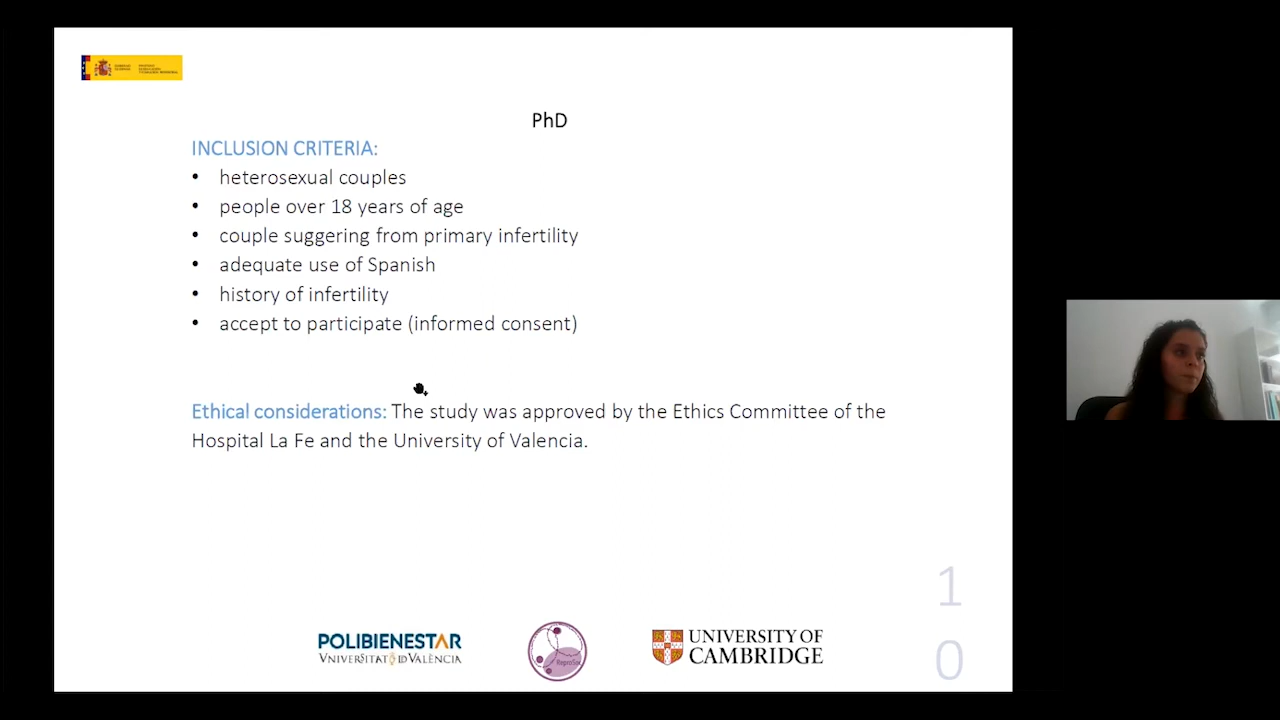 PhD
INCLUSION CRITERIA:
• heterosexual couples
• people over 18 years of age
• couple suggering from primary infertility
• adequate use of Spanish
• history of infertility
• accept to participate (informed consent)
Ethical considerations: The study was approved by the Ethics Committee of the
Hospital La Fe and the University of Valencia.
1
0
POLIBIENESTAR
VNIVERSITAT ID VALÈNCIA
ReproSoc
UNIVERSITY OF
CAMBRIDGE